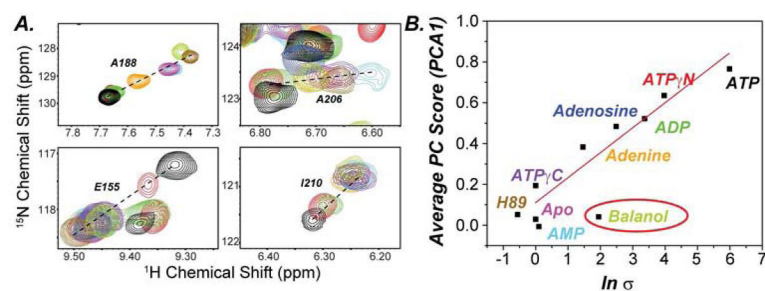 A.
B.
A188
128
129
130
7.8 7.7 7.6 7.5 7.4 7.3
A206
124
123
6.80 6.70 6.60
E155
117
118
9.50 9.40 9.30
I210
121
122
6.30 6.20
15N Chemical Shift (ppm)
1H Chemical Shift (ppm)
Average PC Score (PCA1)
1.0
0.8
0.6
0.4
0.2
0.0
ATPγN
ATP
Adenosine
ADP
Adenine
ATPγC
H89
Apo
Balanol
AMP
-1 0 1 2 3 4 5 6 7
ln σ